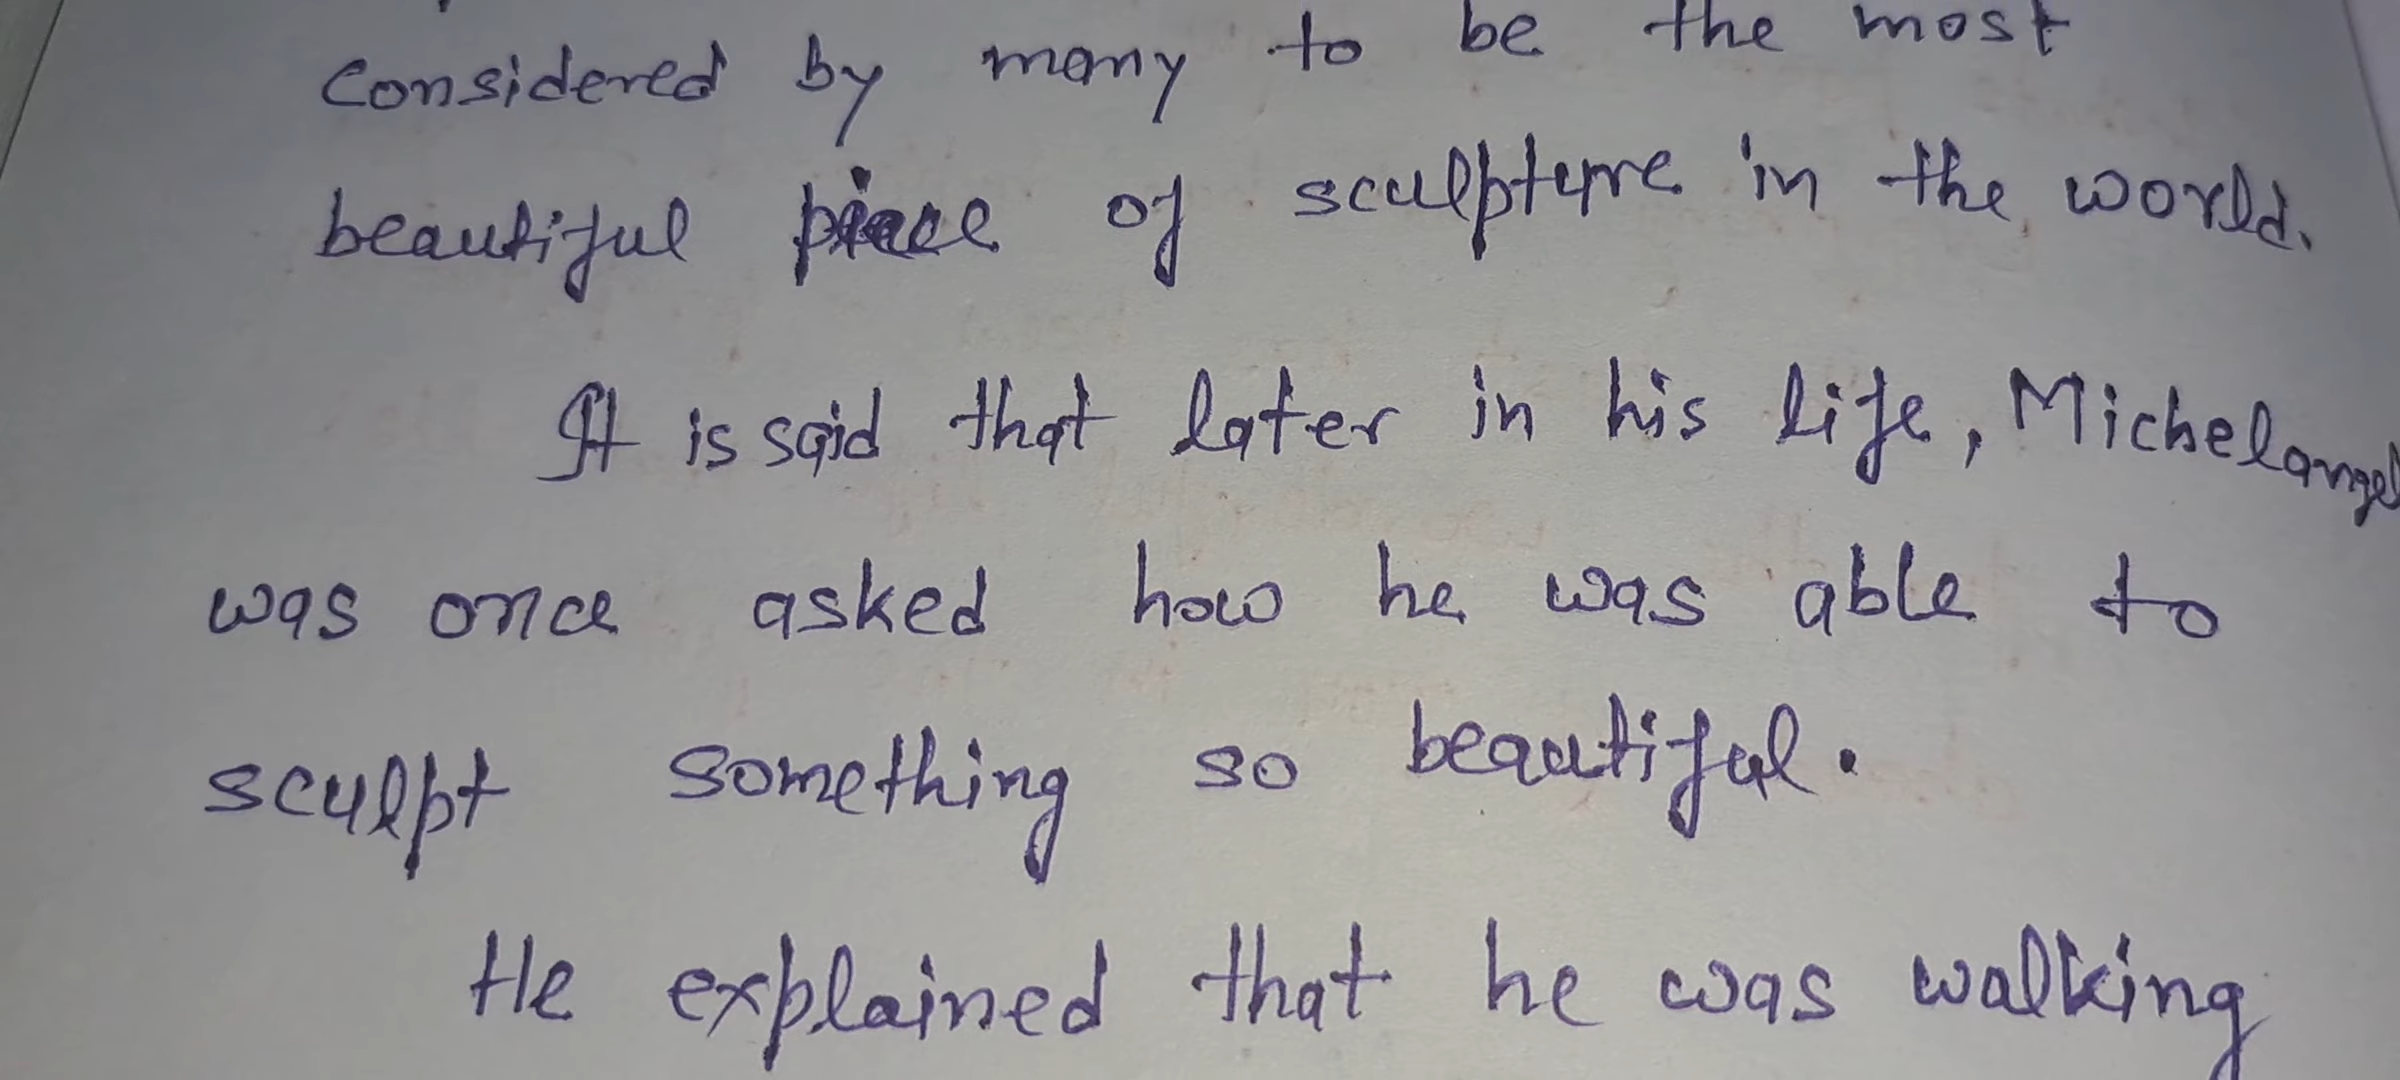 considered by many to be the most
beautiful piece of sculpture in the world.
It is said that later in his life, Michelangel
was once asked how he was able to
sculpt something so beautiful.
He explained that he was walking